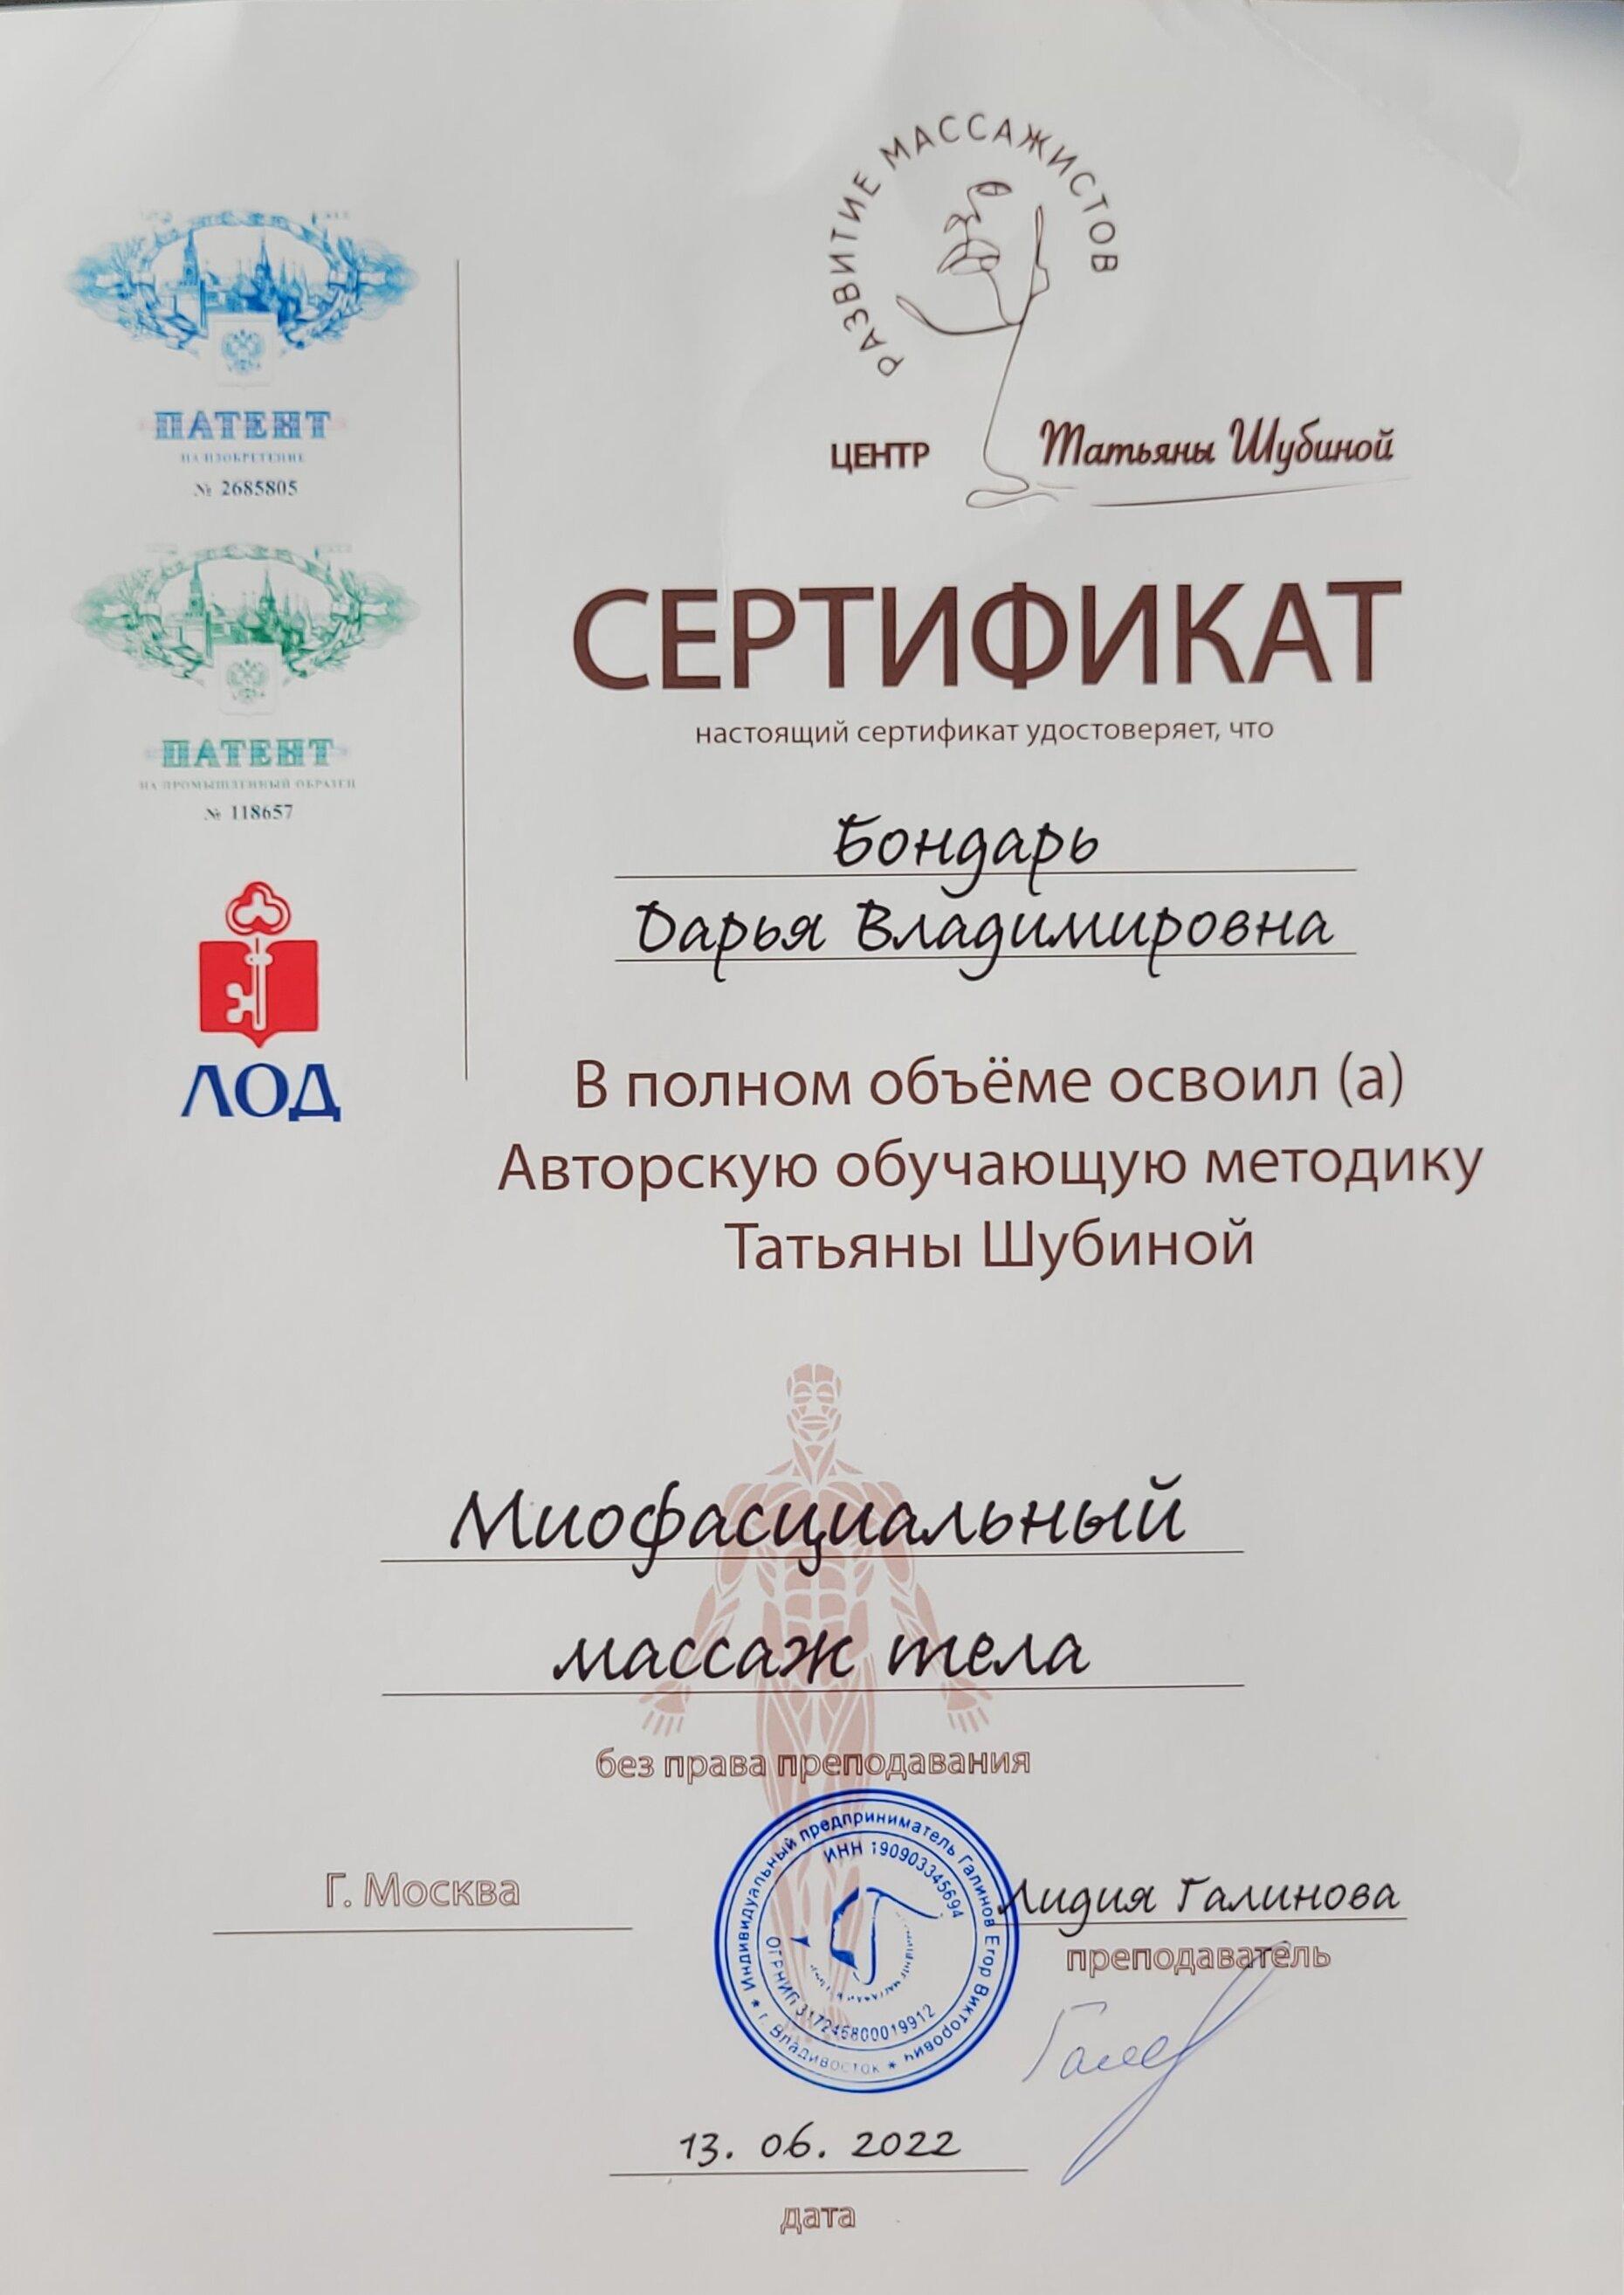 РАЗВИТИЕ МАССАЖИСТОВ
ЦЕНТР Татьяны Шубиной
ПАТЕНТ
НА ИЗОБРЕТЕНИЕ
№ 2685805
ПАТЕНТ
НА ПРОМЫШЛЕННЫЙ ОБРАЗЕЦ
№ 118657
ЛОД
СЕРТИФИКАТ
настоящий сертификат удостоверяет, что
Бондарь
Дарья Владимировна
В полном объёме освоил (а)
Авторскую обучающую методику
Татьяны Шубиной
Миофасциальный
массаж тела
без права преподавания
Г. Москва
Индивидуальный предприниматель Галинов Егор Викторович * г. Владивосток *
ИНН 190903345694
ОГРНИП 317246800019912
Лидия Галинова
преподаватель
13. 06. 2022
дата